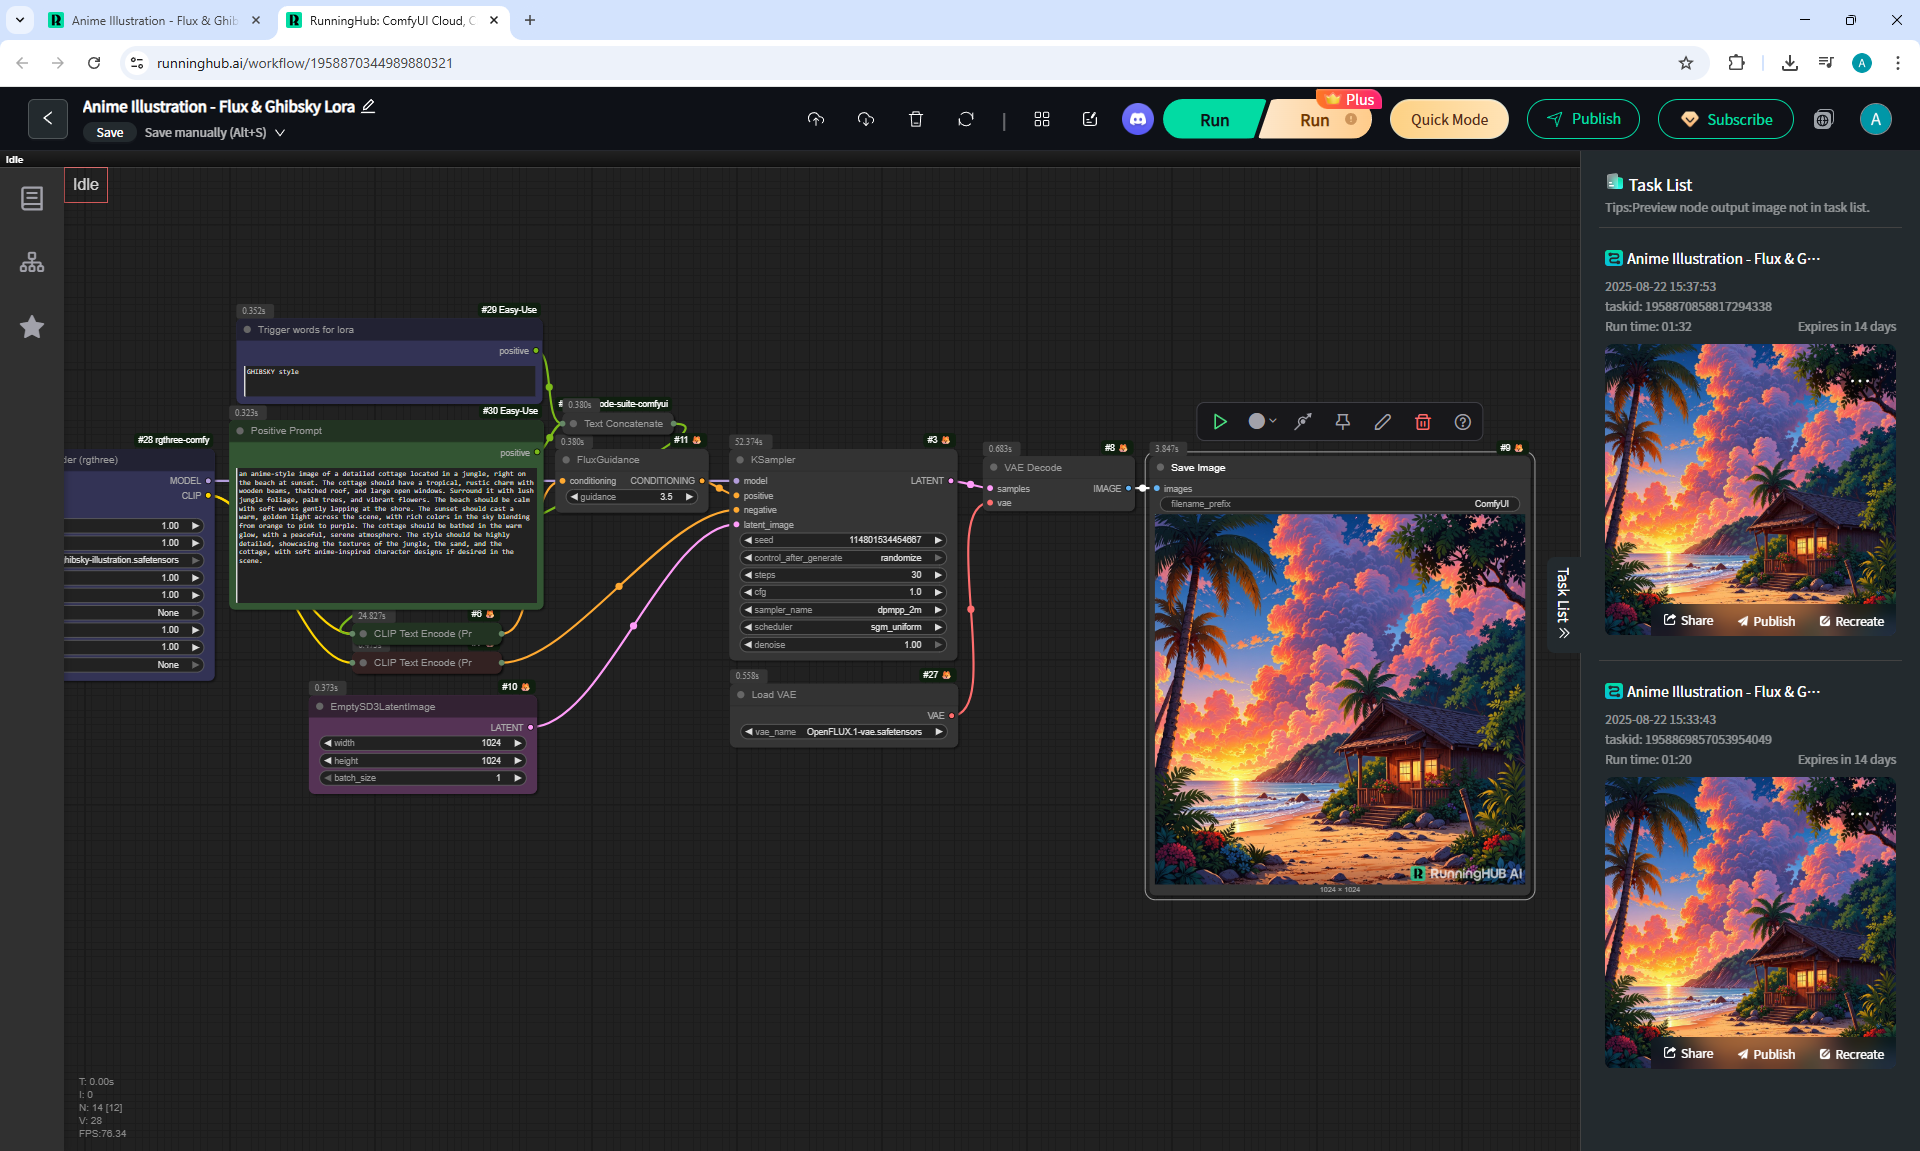 Anime Illustration - Flux & Ghib
RunningHub: ComfyUI Cloud, C
runninghub.ai/workflow/1958870344989880321
A
Anime Illustration - Flux & Ghibsky Lora
Save
Save manually (Alt+S)
Run
Run
Plus
Quick Mode
Publish
Subscribe
A
Idle
Idle
0.352s
#29 Easy-Use
Trigger words for lora
positive
GHIBSKY style
0.323s
#30 Easy-Use
Positive Prompt
positive
an anime-style image of a detailed cottage located in a jungle, right on
the beach at sunset. The cottage should have a tropical, rustic charm with
wooden beams, thatched roof, and large open windows. Surround it with lush
jungle foliage, palm trees, and vibrant flowers. The beach should be calm
with soft waves gently lapping at the shore. The sunset should cast a
warm, golden light across the scene, with rich colors in the sky blending
from orange to pink to purple. The cottage should be bathed in the warm
glow, with a peaceful, serene atmosphere. The style should be highly
detailed, showcasing the textures of the jungle, the sand, and the
cottage, with soft anime-inspired character designs if desired in the
scene.
#28 rgthree-comfy
der (rgthree)
MODEL
CLIP
1.00
1.00
hibsky-illustration.safetensors
1.00
1.00
None
1.00
1.00
None
24.827s
#6
CLIP Text Encode (Pr
CLIP Text Encode (Pr
0.373s
#10
EmptySD3LatentImage
LATENT
width 1024
height 1024
batch_size 1
# 0.380s ode-suite-comfyui
Text Concatenate
0.380s
#11
FluxGuidance
conditioning CONDITIONING
guidance 3.5
52.374s
#3
KSampler
model LATENT
positive
negative
latent_image
seed 114801534454667
control_after_generate randomize
steps 30
cfg 1.0
sampler_name dpmpp_2m
scheduler sgm_uniform
denoise 1.00
0.558s
#27
Load VAE
VAE
vae_name OpenFLUX.1-vae.safetensors
0.683s
#8
VAE Decode
samples IMAGE
vae
3.847s
#9
Save Image
images
filename_prefix ComfyUI
RunningHUB AI
1024 × 1024
Task List
Task List
Tips:Preview node output image not in task list.
Anime Illustration - Flux & G···
2025-08-22 15:37:53
taskid: 1958870858817294338
Run time: 01:32 Expires in 14 days
Share Publish Recreate
Anime Illustration - Flux & G···
2025-08-22 15:33:43
taskid: 1958869857053954049
Run time: 01:20 Expires in 14 days
Share Publish Recreate
T: 0.00s
I: 0
N: 14 [12]
V: 28
FPS:76.34